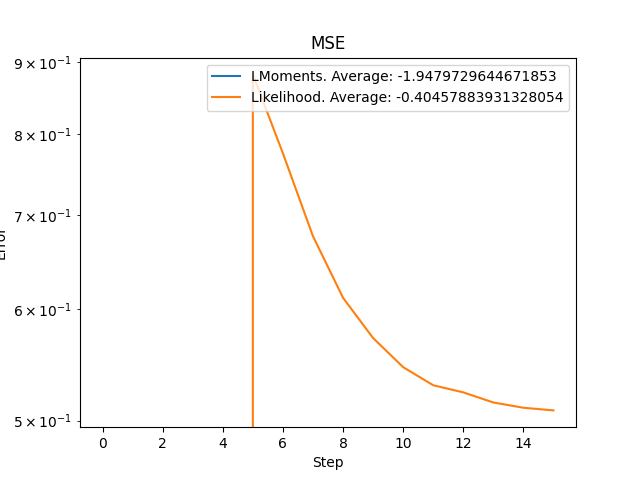 MSE
LMoments. Average: -1.9479729644671853
Likelihood. Average: -0.40457883931328054
9 × 10⁻¹
8 × 10⁻¹
7 × 10⁻¹
6 × 10⁻¹
5 × 10⁻¹
Error
0 2 4 6 8 10 12 14
Step